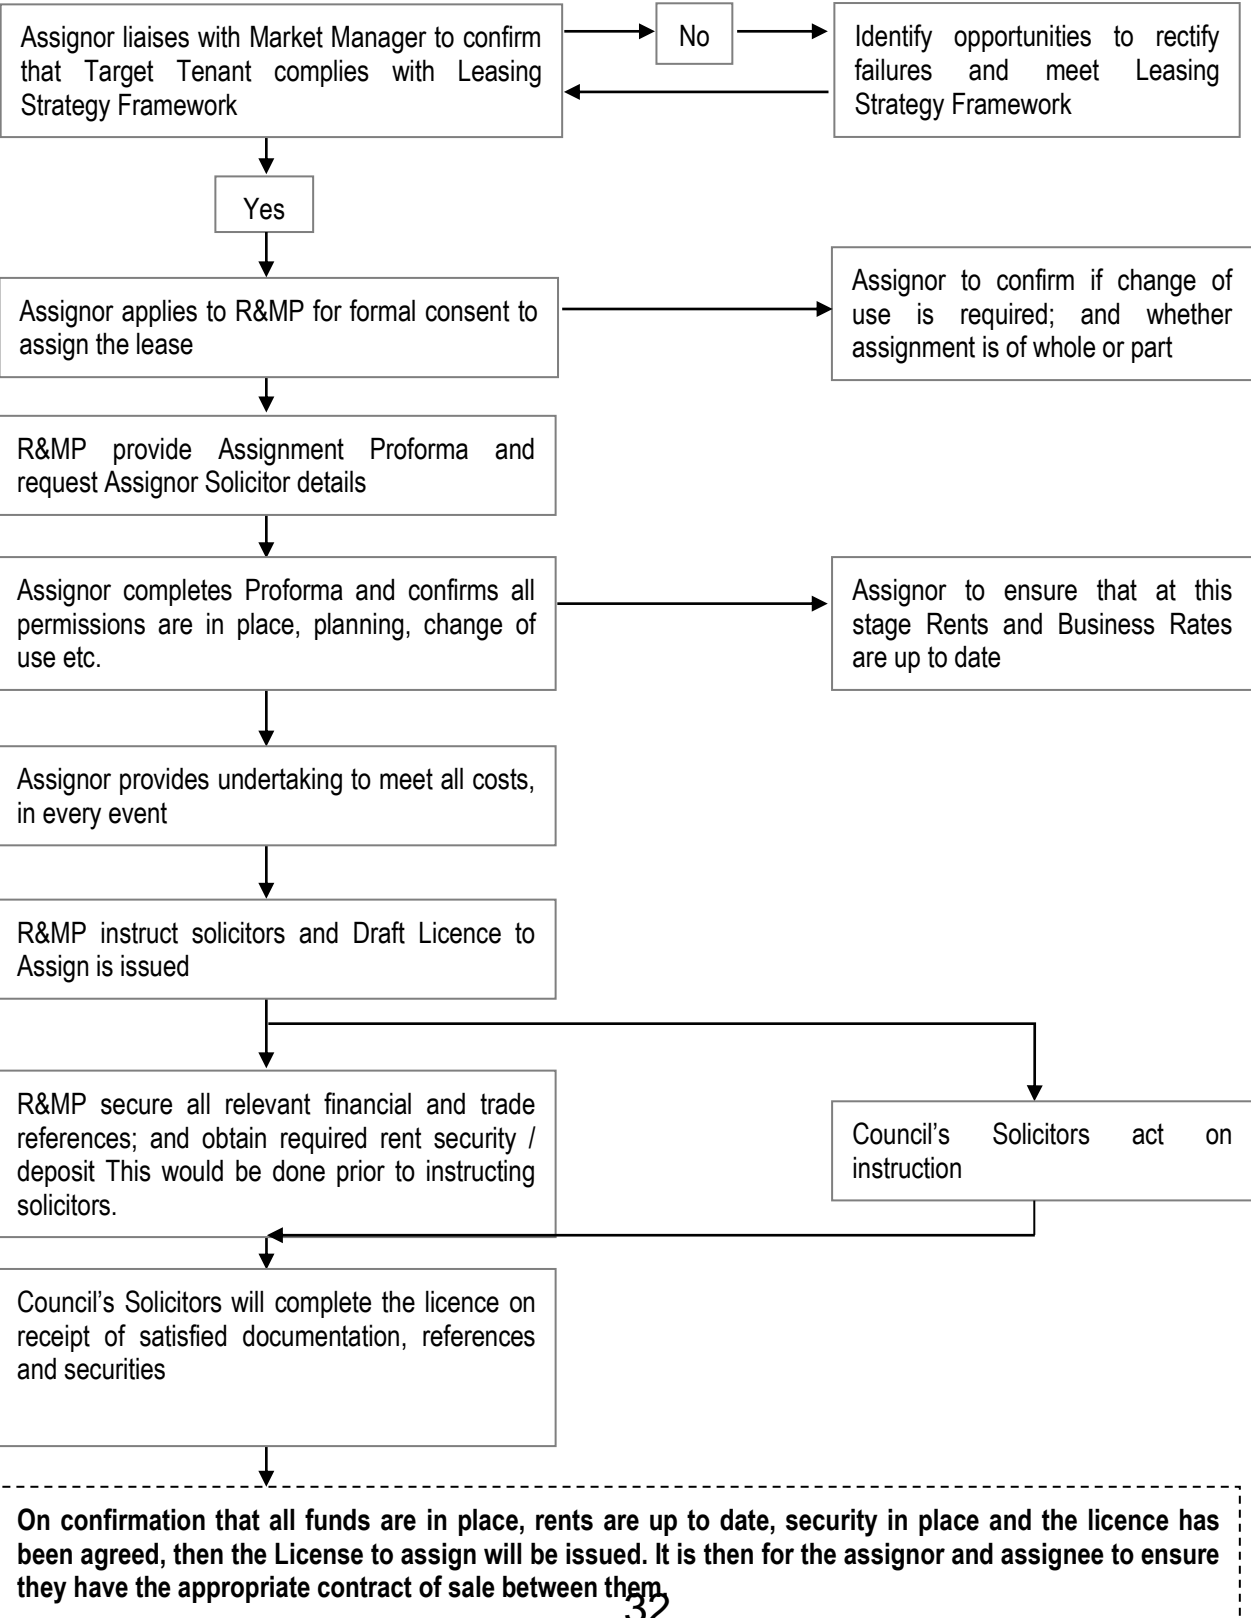 Assignor liaises with Market Manager to confirm
that Target Tenant complies with Leasing
Strategy Framework
No
Identify opportunities to rectify
failures and meet Leasing
Strategy Framework
Yes
Assignor applies to R&MP for formal consent to
assign the lease
Assignor to confirm if change of
use is required; and whether
assignment is of whole or part
R&MP provide Assignment Proforma and
request Assignor Solicitor details
Assignor completes Proforma and confirms all
permissions are in place, planning, change of
use etc.
Assignor to ensure that at this
stage Rents and Business Rates
are up to date
Assignor provides undertaking to meet all costs,
in every event
R&MP instruct solicitors and Draft Licence to
Assign is issued
R&MP secure all relevant financial and trade
references; and obtain required rent security /
deposit This would be done prior to instructing
solicitors.
Council's Solicitors act on
instruction
Council's Solicitors will complete the licence on
receipt of satisfied documentation, references
and securities
On confirmation that all funds are in place, rents are up to date, security in place and the licence has
been agreed, then the License to assign will be issued. It is then for the assignor and assignee to ensure
they have the appropriate contract of sale between them.
32